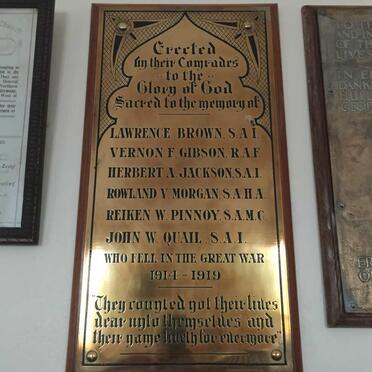 Erected
by their Comrades
to the
Glory of God
Sacred to the memory of
LAWRENCE BROWN, S.A.I.
VERNON F. GIBSON, R.A.F.
HERBERT A. JACKSON, S.A.I.
ROWLAND V. MORGAN, S.A.H.A.
REIKEN W. PINNOY, S.A.M.C.
JOHN W. QUAIL, S.A.I.
WHO FELL IN THE GREAT WAR
1914 - 1919
"They counted not their lives
dear unto themselves and
their name liveth for evermore"